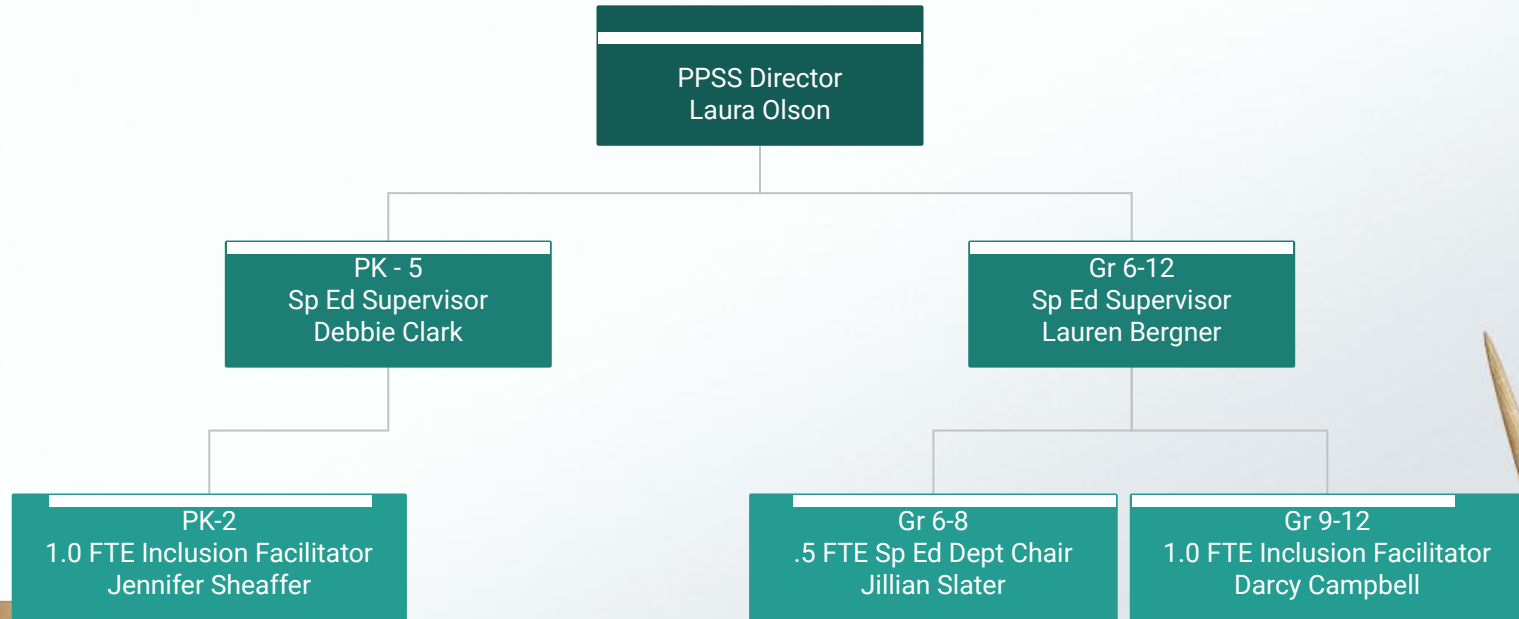 PPSS Director
Laura Olson
PK - 5
Sp Ed Supervisor
Debbie Clark
Gr 6-12
Sp Ed Supervisor
Lauren Bergner
PK-2
1.0 FTE Inclusion Facilitator
Jennifer Sheaffer
Gr 6-8
.5 FTE Sp Ed Dept Chair
Jillian Slater
Gr 9-12
1.0 FTE Inclusion Facilitator
Darcy Campbell